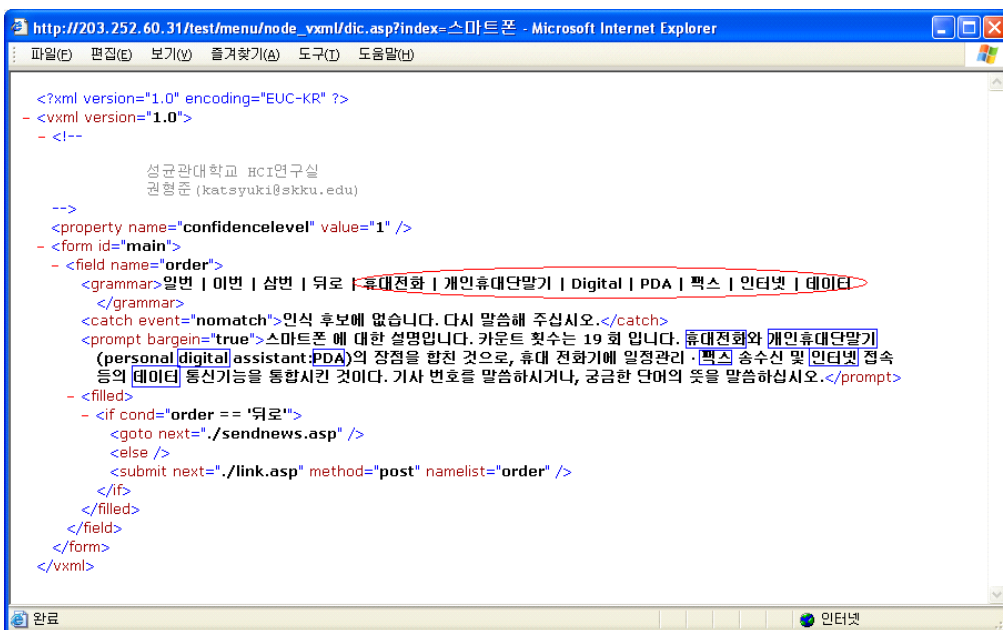 http://203.252.60.31/test/menu/node_vxml/dic.asp?index=스마트폰 - Microsoft Internet Explorer
파일(F) 편집(E) 보기(V) 즐겨찾기(A) 도구(T) 도움말(H)
<?xml version="1.0" encoding="EUC-KR" ?>
- <vxml version="1.0">
- <!--
성균관대학교 HCI연구실
권형준(katsyuki@skku.edu)
-->
<property name="confidencelevel" value="1" />
- <form id="main">
- <field name="order">
<grammar>일번 | 이번 | 삼번 | 뒤로 | 휴대전화 | 개인휴대단말기 | Digital | PDA |팩스 | 인터넷 | 데이터
</grammar>
<catch event="nomatch">인식 후보에 없습니다. 다시 말씀해 주십시오.</catch>
<prompt bargein="true">스마트폰 에 대한 설명입니다. 카운트 횟수는 19 회 입니다. 휴대전화와 개인휴대단말기
(personal digital assistant:PDA)의 장점을 합친 것으로, 휴대 전화기에 일정관리 · 팩스 송수신 및 인터넷 접속
등의 데이터 통신기능을 통합시킨 것이다. 기사 번호를 말씀하시거나, 궁금한 단어의 뜻을 말씀하십시오.</prompt>
- <filled>
- <if cond="order == '뒤로'">
<goto next="./sendnews.asp" />
<else />
<submit next="./link.asp" method="post" namelist="order" />
</if>
</filled>
</field>
</form>
</vxml>
완료
인터넷